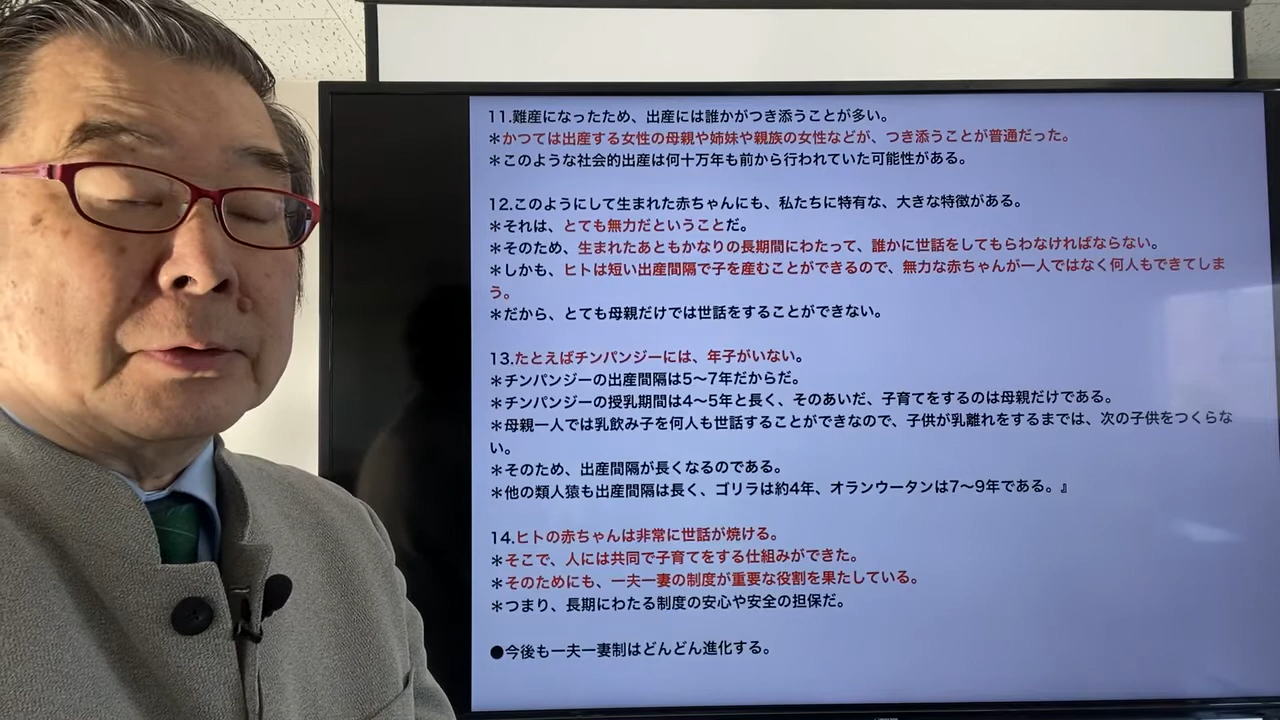 11.難産になったため、出産には誰かがつき添うことが多い。
＊かつては出産する女性の母親や姉妹や親族の女性などが、つき添うことが普通だった。
＊このような社会的出産は何十万年も前から行われていた可能性がある。
12.このようにして生まれた赤ちゃんにも、私たちに特有な、大きな特徴がある。
＊それは、とても無力だということだ。
＊そのため、生まれたあともかなりの長期間にわたって、誰かに世話をしてもらわなければならない。
＊しかも、ヒトは短い出産間隔で子を産むことができるので、無力な赤ちゃんが一人ではなく何人もできてしま
う。
＊だから、とても母親だけでは世話をすることができない。
13.たとえばチンパンジーには、年子がいない。
＊チンパンジーの出産間隔は5〜7年だからだ。
＊チンパンジーの授乳期間は4〜5年と長く、そのあいだ、子育てをするのは母親だけである。
＊母親一人では乳飲み子を何人も世話することができなので、子供が乳離れをするまでは、次の子供をつくらな
い。
＊そのため、出産間隔が長くなるのである。
＊他の類人猿も出産間隔は長く、ゴリラは約4年、オランウータンは7〜9年である。』
14.ヒトの赤ちゃんは非常に世話が焼ける。
＊そこで、人には共同で子育てをする仕組みができた。
＊そのためにも、一夫一妻の制度が重要な役割を果たしている。
＊つまり、長期にわたる制度の安心や安全の担保だ。
●今後も一夫一妻制はどんどん進化する。